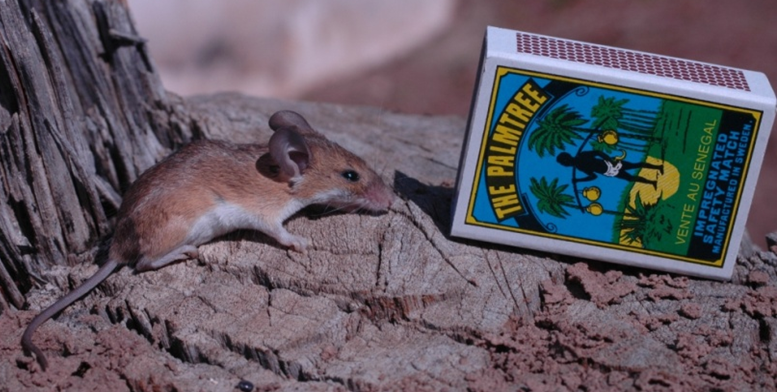 THE PALMTREE
VENTE AU SENEGAL
IMPREGNATED
SAFETY MATCH
MANUFACTURED IN SWEDEN.